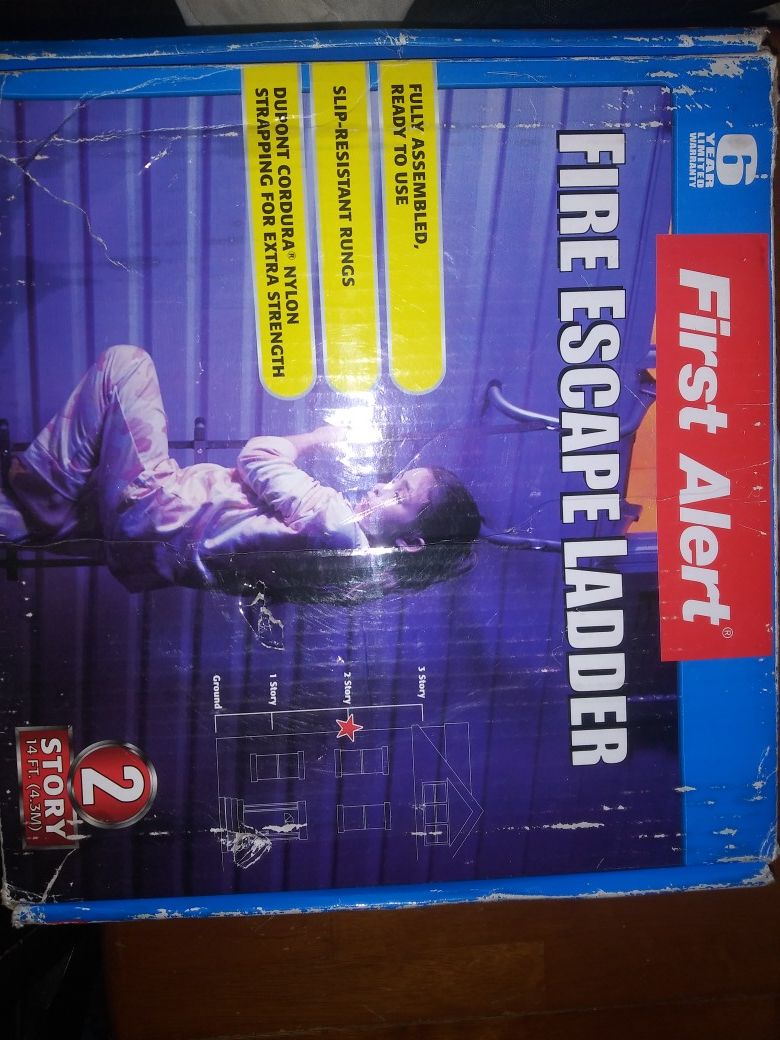 6
YEAR
LIMITED
WARRANTY
First Alert®
FIRE ESCAPE LADDER
FULLY ASSEMBLED,
READY TO USE
SLIP-RESISTANT RUNGS
DUPONT CORDURA® NYLON
STRAPPING FOR EXTRA STRENGTH
3 Story
2 Story
1 Story
Ground
2
STORY
14 FT. (4.3M)